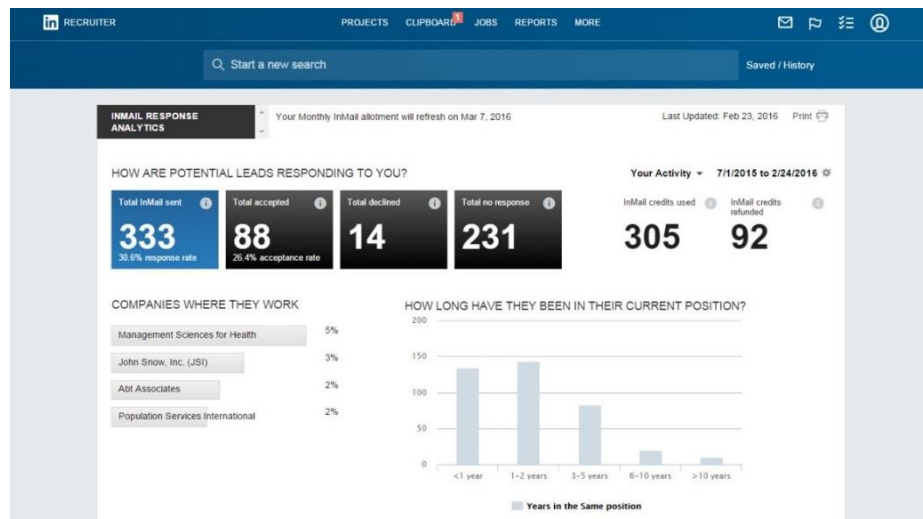 in RECRUITER
PROJECTS CLIPBOARD 1 JOBS REPORTS MORE
Start a new search
Saved / History
INMAIL RESPONSE
ANALYTICS
Your Monthly InMail allotment will refresh on Mar 7, 2016
Last Updated: Feb 23, 2016 Print
HOW ARE POTENTIAL LEADS RESPONDING TO YOU?
Your Activity 7/1/2015 to 2/24/2016
Total InMail sent
333
30.6% response rate
Total accepted
88
26.4% acceptance rate
Total declined
14
Total no response
231
InMail credits used
305
InMail credits
refunded
92
COMPANIES WHERE THEY WORK
Management Sciences for Health 5%
John Snow, Inc. (JSI) 3%
Abt Associates 2%
Population Services International 2%
HOW LONG HAVE THEY BEEN IN THEIR CURRENT POSITION?
200
150
100
50
0
<1 year 1-2 years 3-5 years 6-10 years >10 years
Years in the Same position